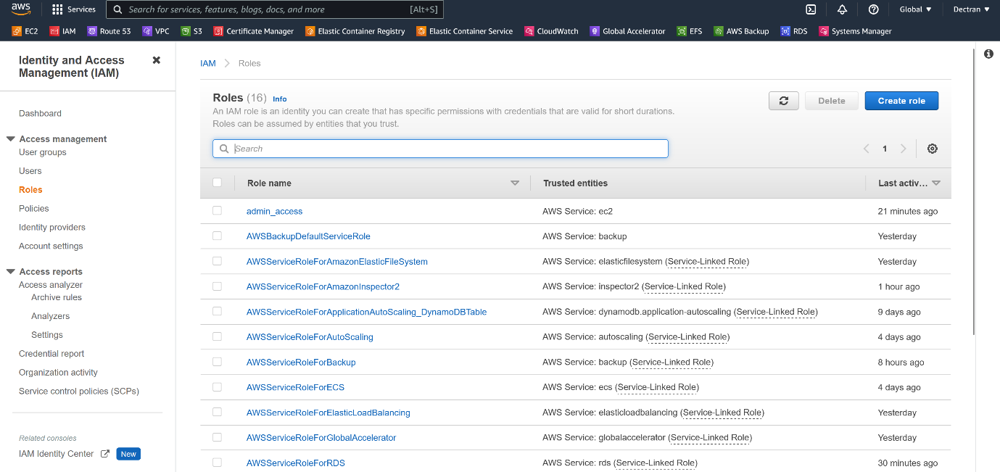 aws
Services
Search for services, features, blogs, docs, and more
[Alt+S]
Global
Dectran
EC2
IAM
Route 53
VPC
S3
Certificate Manager
Elastic Container Registry
Elastic Container Service
CloudWatch
Global Accelerator
EFS
AWS Backup
RDS
Systems Manager
Identity and Access
Management (IAM)
Dashboard
Access management
User groups
Users
Roles
Policies
Identity providers
Account settings
Access reports
Access analyzer
Archive rules
Analyzers
Settings
Credential report
Organization activity
Service control policies (SCPs)
Related consoles
IAM Identity Center
New
IAM
Roles
Roles (16) Info
An IAM role is an identity you can create that has specific permissions with credentials that are valid for short durations.
Roles can be assumed by entities that you trust.
Delete
Create role
Search
1
Role name Trusted entities Last activ...
admin_access AWS Service: ec2 21 minutes ago
AWSBackupDefaultServiceRole AWS Service: backup Yesterday
AWSServiceRoleForAmazonElasticFileSystem AWS Service: elasticfilesystem (Service-Linked Role) Yesterday
AWSServiceRoleForAmazonInspector2 AWS Service: inspector2 (Service-Linked Role) 1 hour ago
AWSServiceRoleForApplicationAutoScaling_DynamoDBTable AWS Service: dynamodb.application-autoscaling (Service-Linked Role) 9 days ago
AWSServiceRoleForAutoScaling AWS Service: autoscaling (Service-Linked Role) 4 days ago
AWSServiceRoleForBackup AWS Service: backup (Service-Linked Role) 8 hours ago
AWSServiceRoleForECS AWS Service: ecs (Service-Linked Role) 4 days ago
AWSServiceRoleForElasticLoadBalancing AWS Service: elasticloadbalancing (Service-Linked Role) Yesterday
AWSServiceRoleForGlobalAccelerator AWS Service: globalaccelerator (Service-Linked Role) Yesterday
AWSServiceRoleForRDS AWS Service: rds (Service-Linked Role) 30 minutes ago